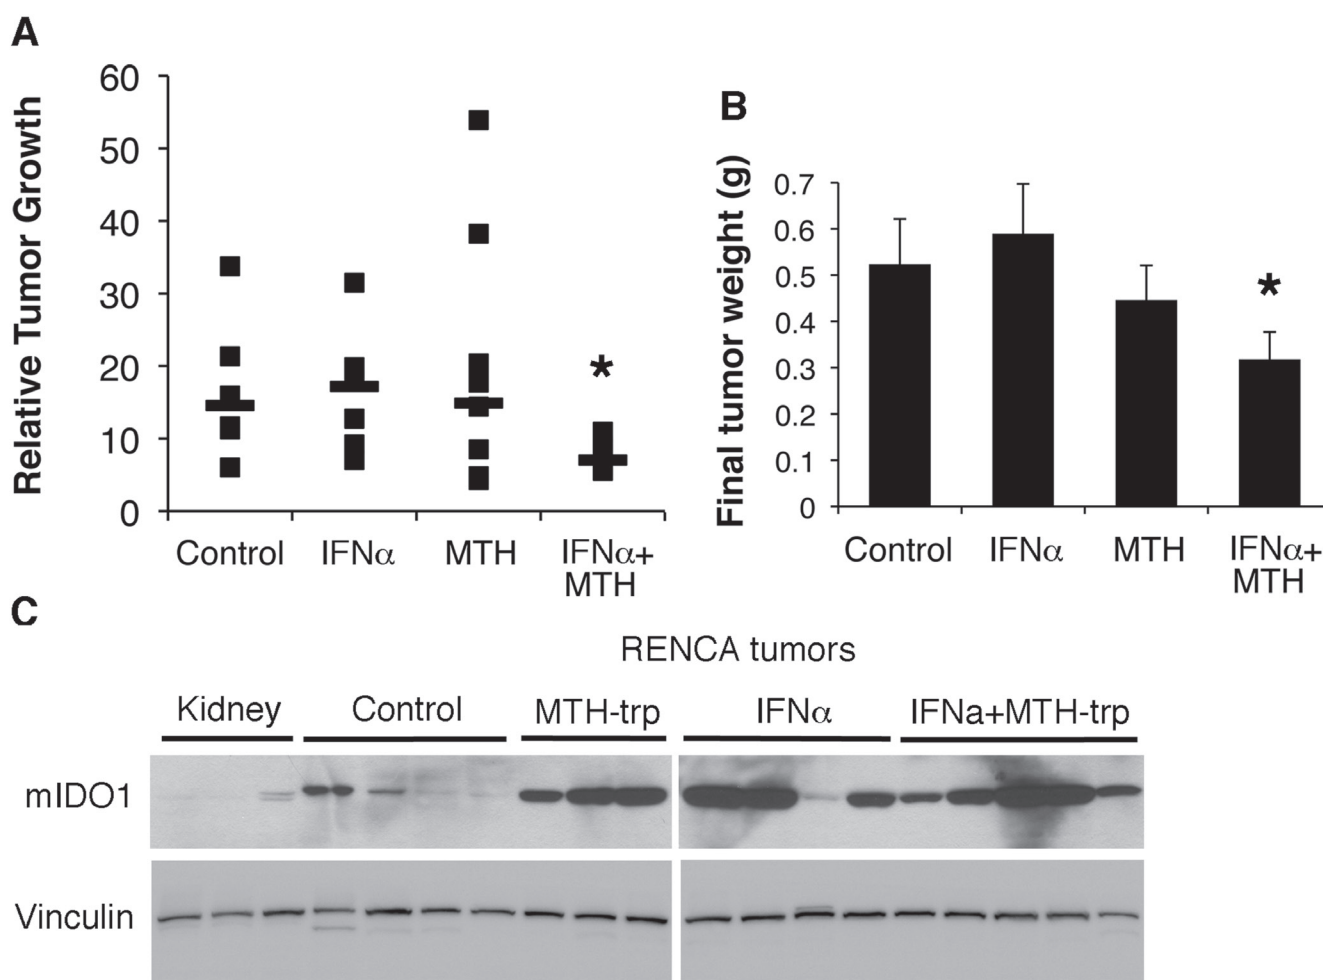 A
Relative Tumor Growth
60
50
40
30
20
10
0
*
Control
IFNα
MTH
IFNα+
MTH
B
Final tumor weight (g)
0.7
0.6
0.5
0.4
0.3
0.2
0.1
0
*
Control
IFNα
MTH
IFNα+
MTH
C
RENCA tumors
Kidney Control MTH-trp IFNα IFNa+MTH-trp
mIDO1
Vinculin